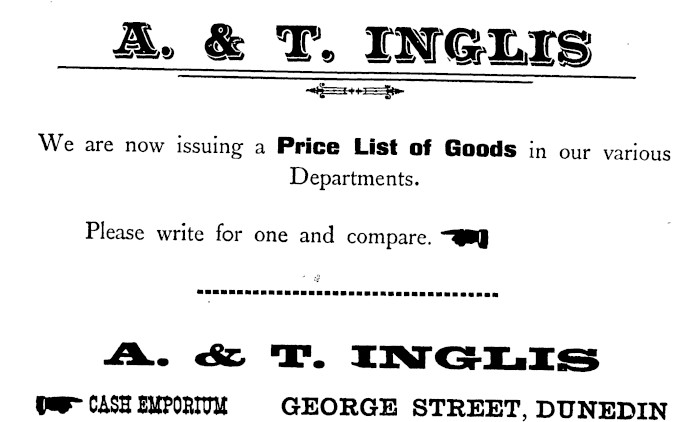 A. & T. INGLIS
We are now issuing a Price List of Goods in our various
Departments.
Please write for one and compare.
A. & T. INGLIS
CASH EMPORIUM GEORGE STREET, DUNEDIN